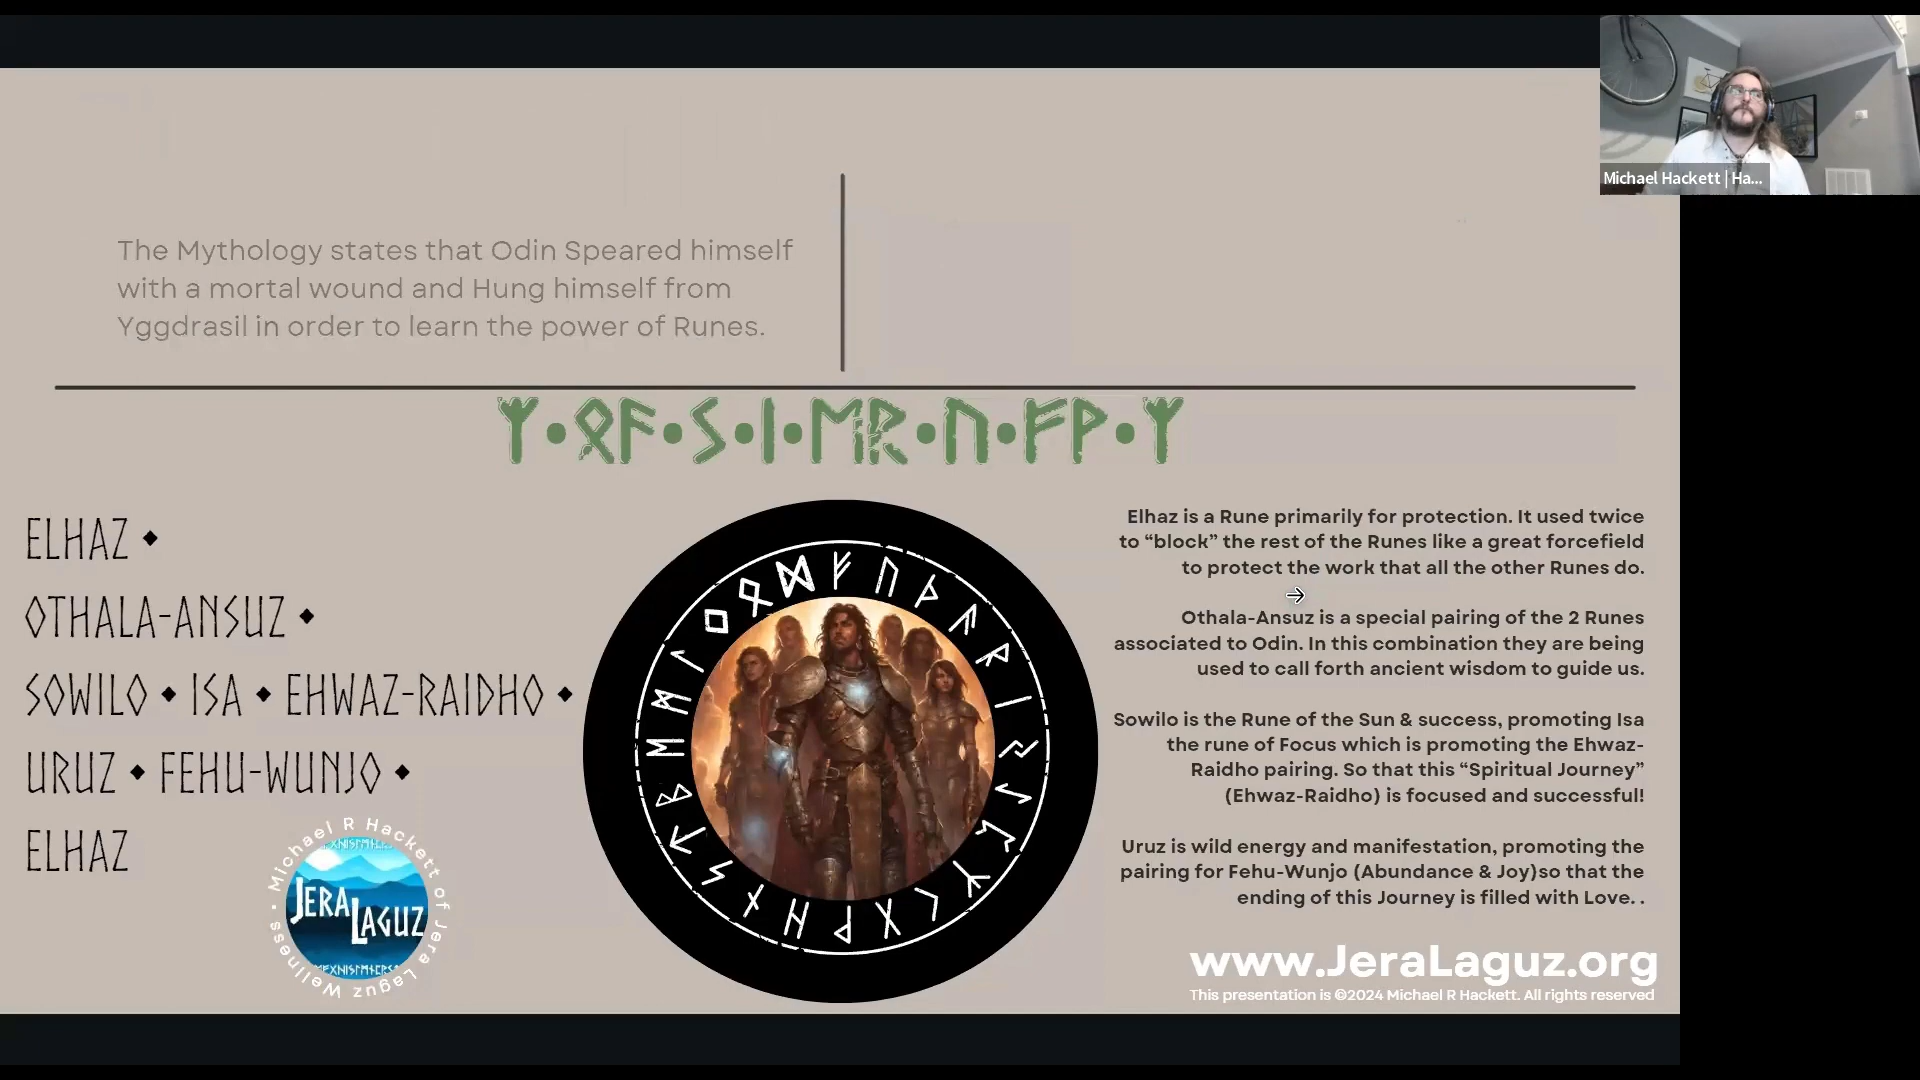 Michael Hackett | Ha...
The Mythology states that Odin Speared himself
with a mortal wound and Hung himself from
Yggdrasil in order to learn the power of Runes.
ᛉ•ᛟᚨ•ᛊ•ᛁ•ᛖᚱ•ᚢ•ᚠᚹ•ᛉ
ELHAZ ◆
OTHALA-ANSUZ ◆
SOWILO ◆ ISA ◆ EHWAZ-RAIDHO ◆
URUZ ◆ FEHU-WUNJO ◆
ELHAZ
Michael R Hackett of Jera Laguz Wellness •
JERA
LAGUZ
Elhaz is a Rune primarily for protection. It used twice
to “block” the rest of the Runes like a great forcefield
to protect the work that all the other Runes do.
Othala-Ansuz is a special pairing of the 2 Runes
associated to Odin. In this combination they are being
used to call forth ancient wisdom to guide us.
Sowilo is the Rune of the Sun & success, promoting Isa
the rune of Focus which is promoting the Ehwaz-
Raidho pairing. So that this “Spiritual Journey”
(Ehwaz-Raidho) is focused and successful!
Uruz is wild energy and manifestation, promoting the
pairing for Fehu-Wunjo (Abundance & Joy)so that the
ending of this Journey is filled with Love. .
www.JeraLaguz.org
This presentation is ©2024 Michael R Hackett. All rights reserved